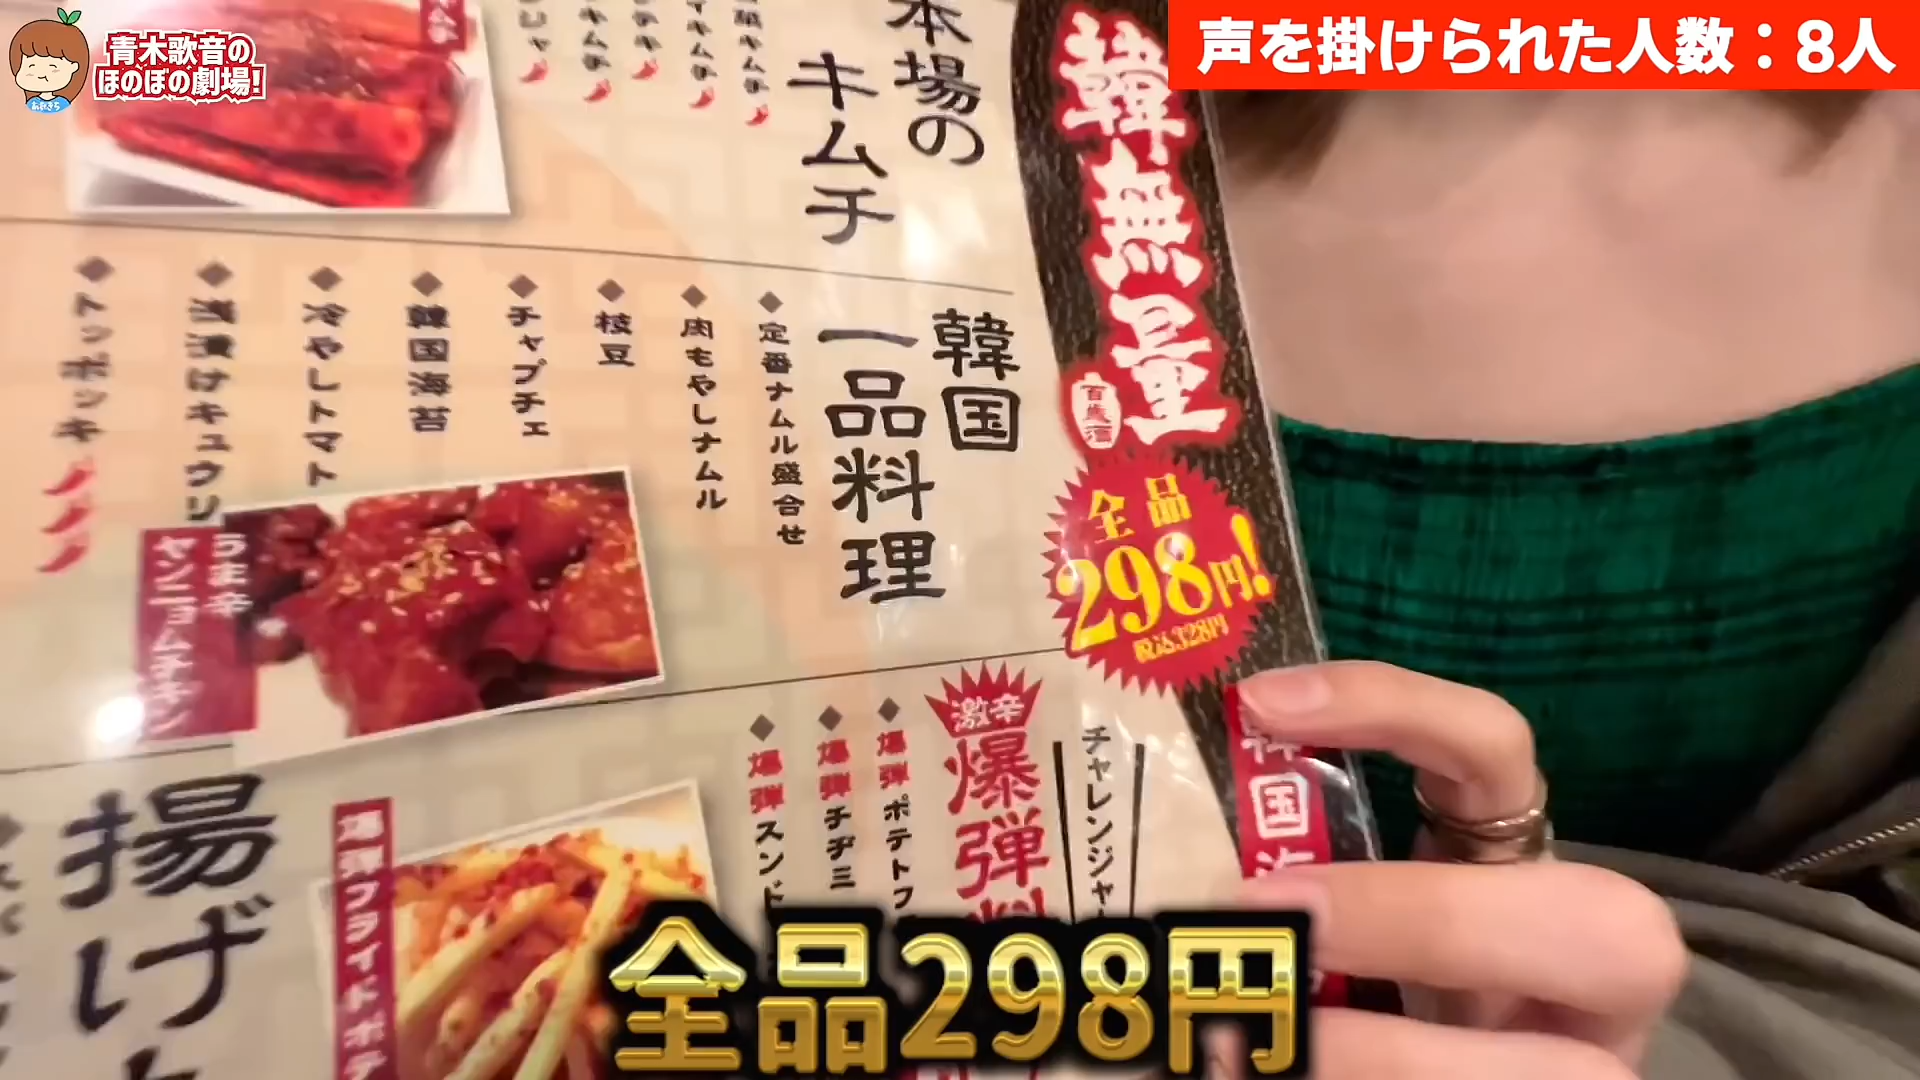 青木歌音の
ほのぼの劇場!
声を掛けられた人数：8人
本場の
キムチ
韓無量
百歳酒
全品
298円!
税込328円
韓国
一品料理
◆定番ナムル盛合せ
◆肉もやしナムル
◆枝豆
◆チャプチェ
◆韓国海苔
◆冷やしトマト
◆浅漬けキュウリ
◆トッポッキ
うま辛
ヤンニョムチキン
チャレンジャ
激辛
爆弾料
◆爆弾ポテトフ
◆爆弾チヂミ
◆爆弾スンド
揚げ
爆弾フライドポテ
韓国海
全品298円